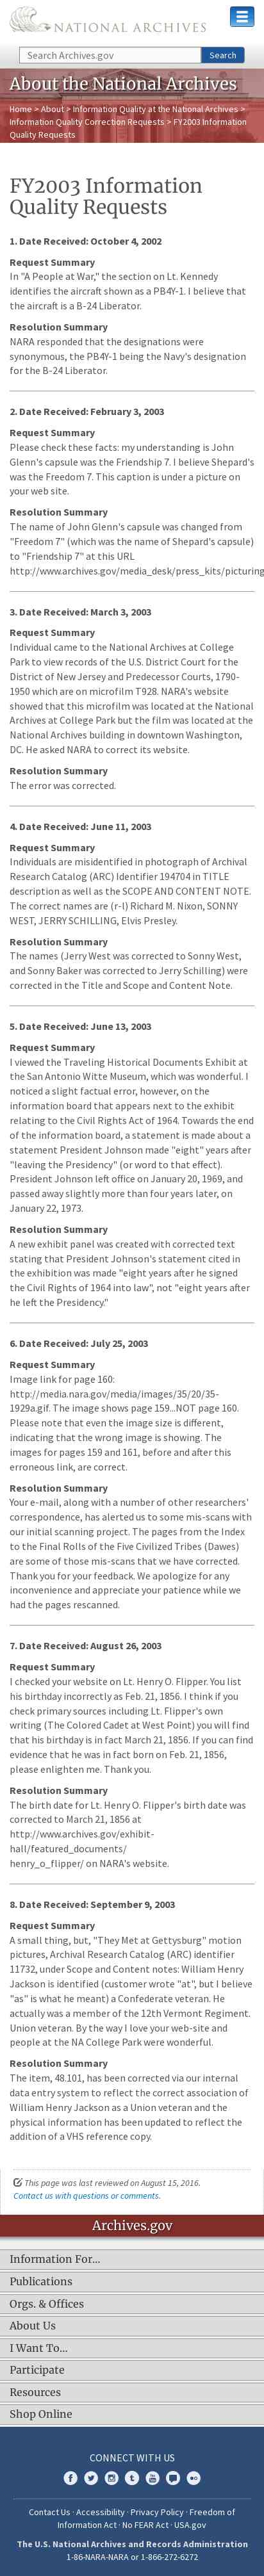 NATIONAL ARCHIVES
Search Archives.gov
Search
About the National Archives
Home > About > Information Quality at the National Archives >
Information Quality Correction Requests > FY2003 Information
Quality Requests
FY2003 Information
Quality Requests
1. Date Received: October 4, 2002
Request Summary
In "A People at War," the section on Lt. Kennedy
identifies the aircraft shown as a PB4Y-1. I believe that
the aircraft is a B-24 Liberator.
Resolution Summary
NARA responded that the designations were
synonymous, the PB4Y-1 being the Navy's designation
for the B-24 Liberator.
2. Date Received: February 3, 2003
Request Summary
Please check these facts: my understanding is John
Glenn's capsule was the Friendship 7. I believe Shepard's
was the Freedom 7. This caption is under a picture on
your web site.
Resolution Summary
The name of John Glenn's capsule was changed from
"Freedom 7" (which was the name of Shepard's capsule)
to "Friendship 7" at this URL
http://www.archives.gov/media_desk/press_kits/picturing
3. Date Received: March 3, 2003
Request Summary
Individual came to the National Archives at College
Park to view records of the U.S. District Court for the
District of New Jersey and Predecessor Courts, 1790-
1950 which are on microfilm T928. NARA's website
showed that this microfilm was located at the National
Archives at College Park but the film was located at the
National Archives building in downtown Washington,
DC. He asked NARA to correct its website.
Resolution Summary
The error was corrected.
4. Date Received: June 11, 2003
Request Summary
Individuals are misidentified in photograph of Archival
Research Catalog (ARC) Identifier 194704 in TITLE
description as well as the SCOPE AND CONTENT NOTE.
The correct names are (r-l) Richard M. Nixon, SONNY
WEST, JERRY SCHILLING, Elvis Presley.
Resolution Summary
The names (Jerry West was corrected to Sonny West,
and Sonny Baker was corrected to Jerry Schilling) were
corrected in the Title and Scope and Content Note.
5. Date Received: June 13, 2003
Request Summary
I viewed the Traveling Historical Documents Exhibit at
the San Antonio Witte Museum, which was wonderful. I
noticed a slight factual error, however, on the
information board that appears next to the exhibit
relating to the Civil Rights Act of 1964. Towards the end
of the information board, a statement is made about a
statement President Johnson made "eight" years after
"leaving the Presidency" (or word to that effect).
President Johnson left office on January 20, 1969, and
passed away slightly more than four years later, on
January 22, 1973.
Resolution Summary
A new exhibit panel was created with corrected text
stating that President Johnson's statement cited in
the exhibition was made "eight years after he signed
the Civil Rights of 1964 into law", not "eight years after
he left the Presidency."
6. Date Received: July 25, 2003
Request Summary
Image link for page 160:
http://media.nara.gov/media/images/35/20/35-
1929a.gif. The image shows page 159...NOT page 160.
Please note that even the image size is different,
indicating that the wrong image is showing. The
images for pages 159 and 161, before and after this
erroneous link, are correct.
Resolution Summary
Your e-mail, along with a number of other researchers'
correspondence, has alerted us to some mis-scans with
our initial scanning project. The pages from the Index
to the Final Rolls of the Five Civilized Tribes (Dawes)
are some of those mis-scans that we have corrected.
Thank you for your feedback. We apologize for any
inconvenience and appreciate your patience while we
had the pages rescanned.
7. Date Received: August 26, 2003
Request Summary
I checked your website on Lt. Henry O. Flipper. You list
his birthday incorrectly as Feb. 21, 1856. I think if you
check primary sources including Lt. Flipper's own
writing (The Colored Cadet at West Point) you will find
that his birthday is in fact March 21, 1856. If you can find
evidence that he was in fact born on Feb. 21, 1856,
please enlighten me. Thank you.
Resolution Summary
The birth date for Lt. Henry O. Flipper's birth date was
corrected to March 21, 1856 at
http://www.archives.gov/exhibit-
hall/featured_documents/
henry_o_flipper/ on NARA's website.
8. Date Received: September 9, 2003
Request Summary
A small thing, but, "They Met at Gettysburg" motion
pictures, Archival Research Catalog (ARC) identifier
11732, under Scope and Content notes: William Henry
Jackson is identified (customer wrote "at", but I believe
"as" is what he meant) a Confederate veteran. He
actually was a member of the 12th Vermont Regiment.
Union veteran. By the way I love your web-site and
people at the NA College Park were wonderful.
Resolution Summary
The item, 48.101, has been corrected via our internal
data entry system to reflect the correct association of
William Henry Jackson as a Union veteran and the
physical information has been updated to reflect the
addition of a VHS reference copy.
This page was last reviewed on August 15, 2016.
Contact us with questions or comments.
Archives.gov
Information For…
Publications
Orgs. & Offices
About Us
I Want To…
Participate
Resources
Shop Online
CONNECT WITH US
Contact Us · Accessibility · Privacy Policy · Freedom of
Information Act · No FEAR Act · USA.gov
The U.S. National Archives and Records Administration
1-86-NARA-NARA or 1-866-272-6272